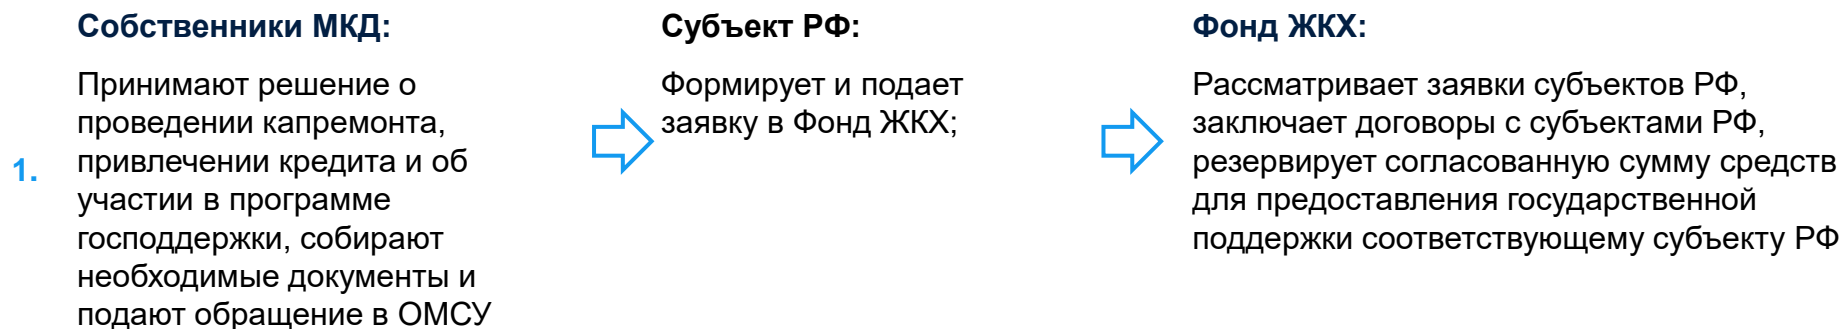 1.
Собственники МКД:
Принимают решение о
проведении капремонта,
привлечении кредита и об
участии в программе
господдержки, собирают
необходимые документы и
подают обращение в ОМСУ
Субъект РФ:
Формирует и подает
заявку в Фонд ЖКХ;
Фонд ЖКХ:
Рассматривает заявки субъектов РФ,
заключает договоры с субъектами РФ,
резервирует согласованную сумму средств
для предоставления государственной
поддержки соответствующему субъекту РФ